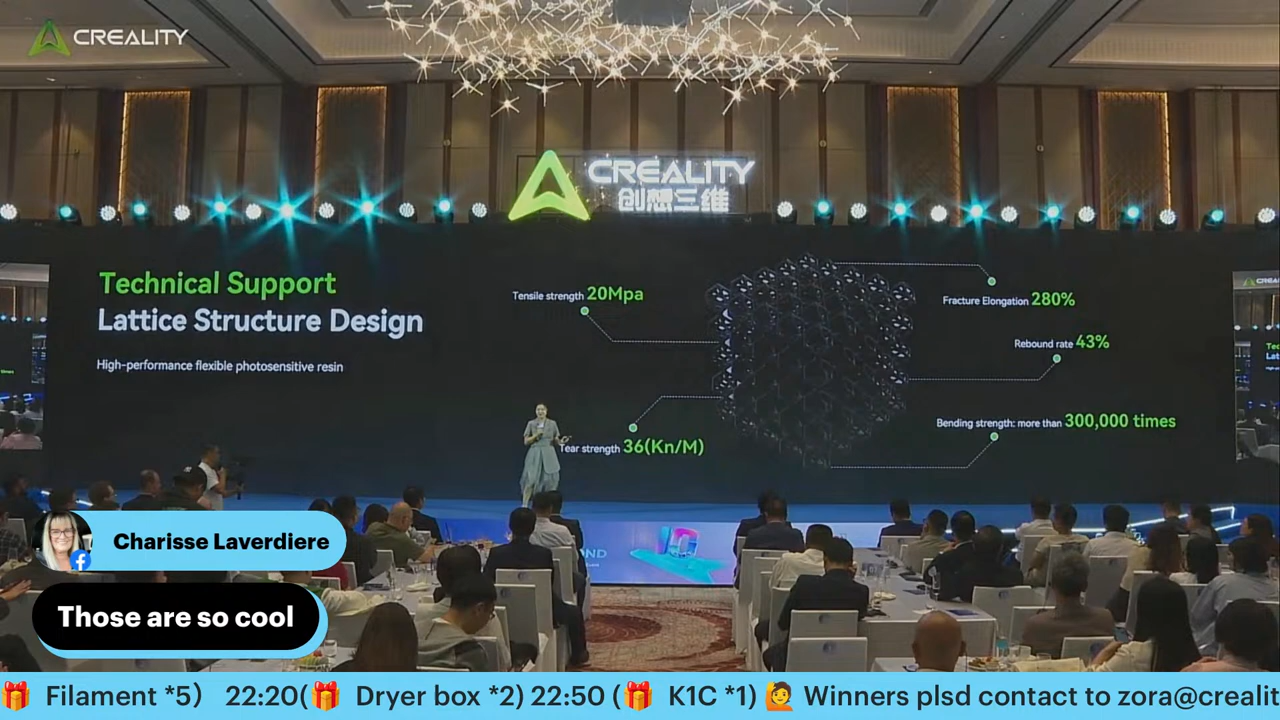 CREALITY
CREALITY
创想三维
Technical Support
Lattice Structure Design
High-performance flexible photosensitive resin
Tensile strength 20Mpa
Fracture Elongation 280%
Rebound rate 43%
Bending strength: more than 300,000 times
Tear strength 36(Kn/M)
Charisse Laverdiere
Those are so cool
🎁 Filament *5) 22:20(🎁 Dryer box *2) 22:50 (🎁 K1C *1) 🙋 Winners plsd contact to zora@crealit